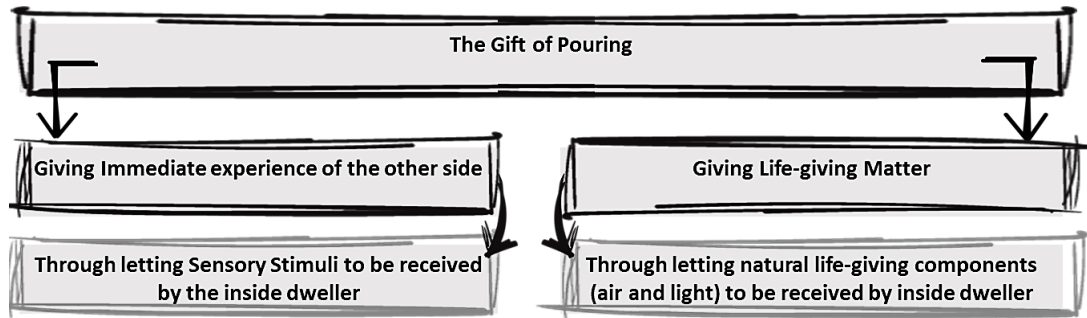 The Gift of Pouring
Giving Immediate experience of the other side
Giving Life-giving Matter
Through letting Sensory Stimuli to be received
by the inside dweller
Through letting natural life-giving components
(air and light) to be received by inside dweller